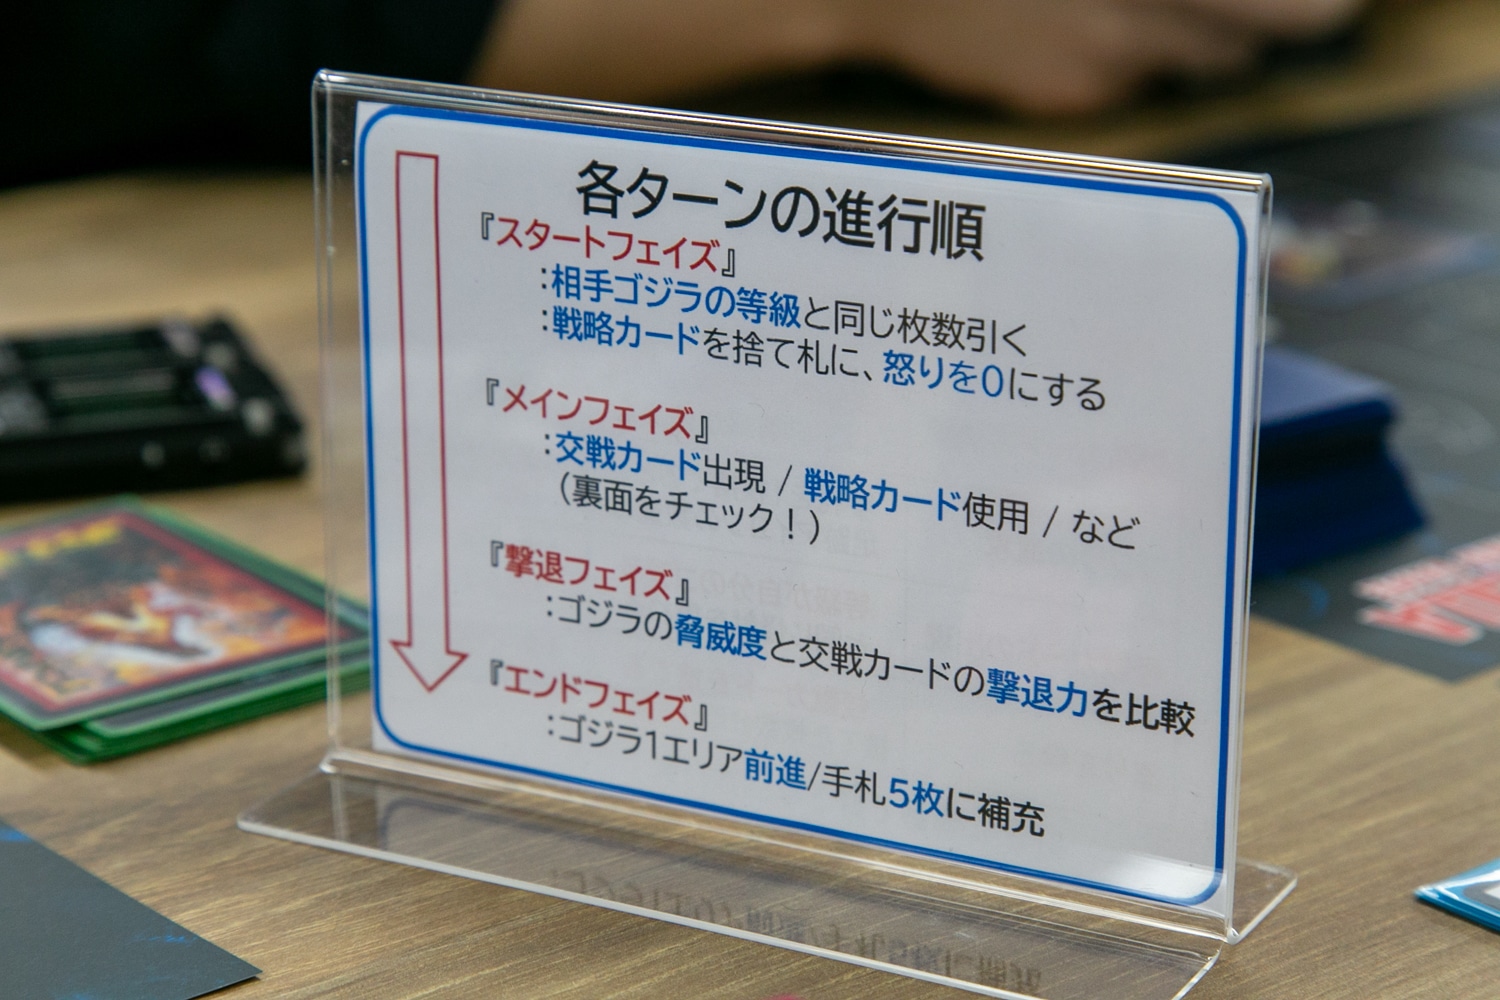 各ターンの進行順
『スタートフェイズ』
：相手ゴジラの等級と同じ枚数引く
：戦略カードを捨て札に、怒りを0にする
『メインフェイズ』
：交戦カード出現 / 戦略カード使用 / など
（裏面をチェック！）
『撃退フェイズ』
：ゴジラの脅威度と交戦カードの撃退力を比較
『エンドフェイズ』
：ゴジラ1エリア前進/手札5枚に補充